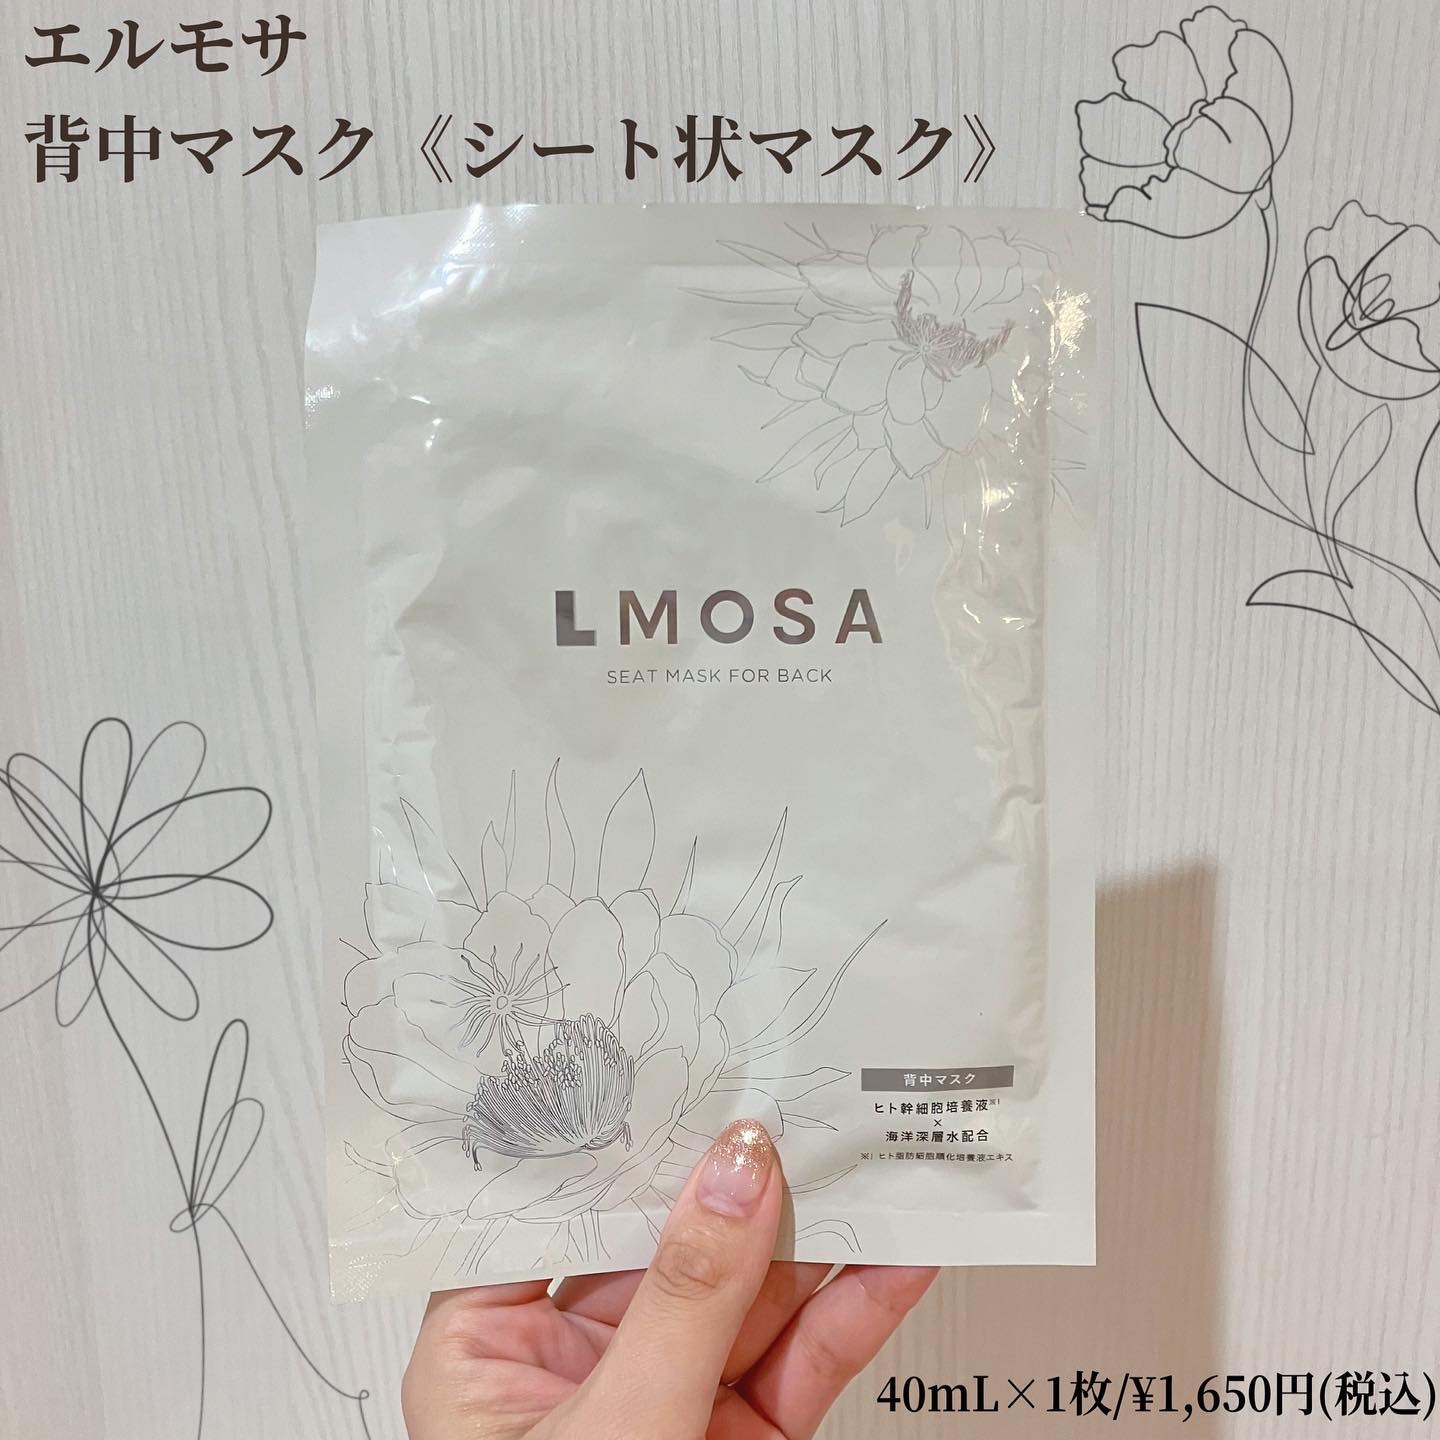 エルモサ
背中マスク《シート状マスク》
LMOSA
SEAT MASK FOR BACK
背中マスク
ヒト幹細胞培養液※1
×
海洋深層水配合
※1 ヒト脂肪細胞順化培養液エキス
40mL×1枚/¥1,650円(税込)